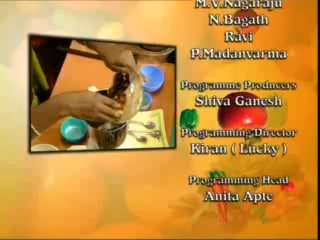 M.V.Nagaraju
N.Bagath
Ravi
P.Madanvarma
Programme Producers
Shiva Ganesh
Programming Director
Kiran ( Lucky )
Programming Head
Anita Apte